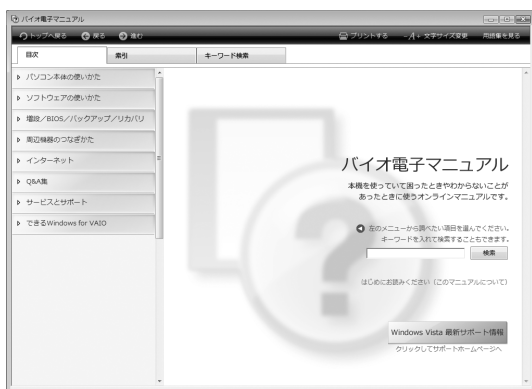 バイオ電子マニュアル
トップへ戻る 戻る 進む プリントする -A+ 文字サイズ変更 用語集を見る
目次 索引 キーワード検索
パソコン本体の使いかた
ソフトウェアの使いかた
増設／BIOS／バックアップ／リカバリ
周辺機器のつなぎかた
インターネット
Q&A集
サービスとサポート
できるWindows for VAIO
バイオ電子マニュアル
本機を使っていて困ったときやわからないことが
あったときに使うオンラインマニュアルです。
左のメニューから調べたい項目を選んでください。
キーワードを入れて検索することもできます。
検索
はじめにお読みください（このマニュアルについて）
Windows Vista 最新サポート情報
クリックしてサポートホームページへ